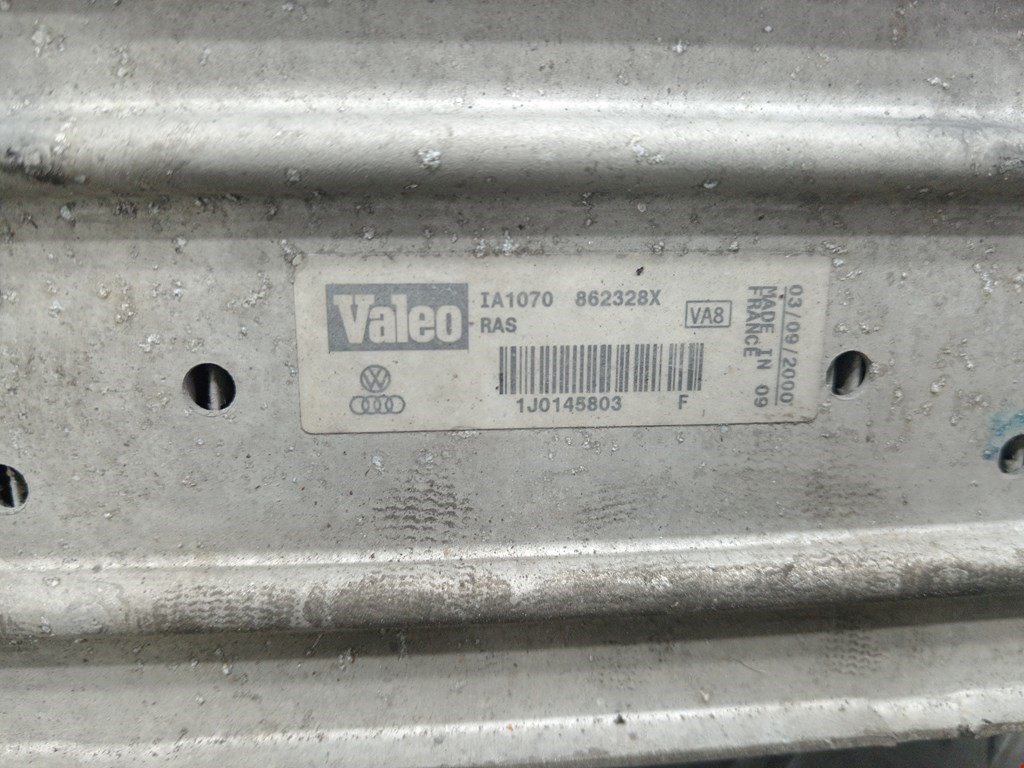 Valeo
IA1070 862328X
RAS
VA8
1J0145803 F
03/09/2000
MADE IN 09
FRANCE